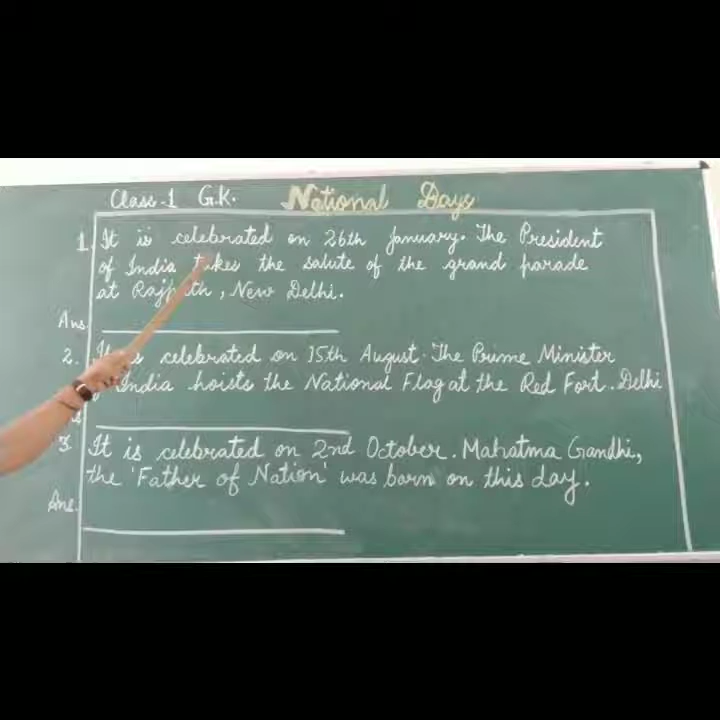 Class-1 G.K. National Days
1. It is celebrated on 26th January. The President
of India takes the salute of the grand parade
at Rajpath, New Delhi.
Ans
2. It is celebrated on 15th August. The Prime Minister
of India hoists the National Flag at the Red Fort. Delhi
3. It is celebrated on 2nd October. Mahatma Gandhi,
the 'Father of Nation' was born on this day.
Ans.